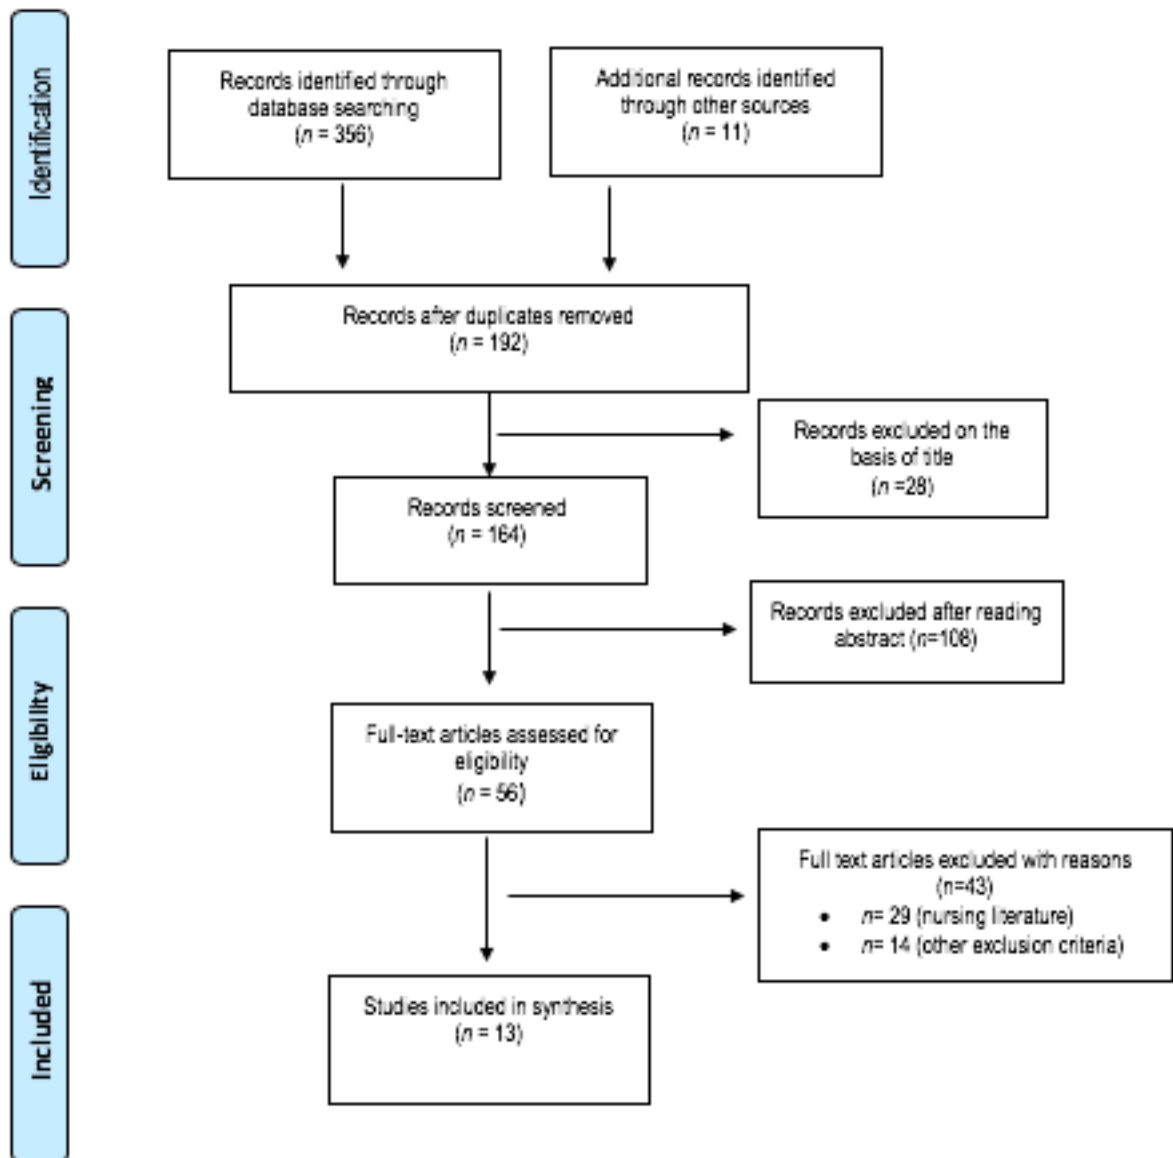 Identification
Records identified through
database searching
(n = 356)
Additional records identified
through other sources
(n = 11)
Records after duplicates removed
(n = 192)
Screening
Records excluded on the
basis of title
(n =28)
Records screened
(n = 164)
Records excluded after reading
abstract (n=108)
Eligibility
Full-text articles assessed for
eligibility
(n = 56)
Full text articles excluded with reasons
(n=43)
• n= 29 (nursing literature)
• n= 14 (other exclusion criteria)
Included
Studies included in synthesis
(n = 13)